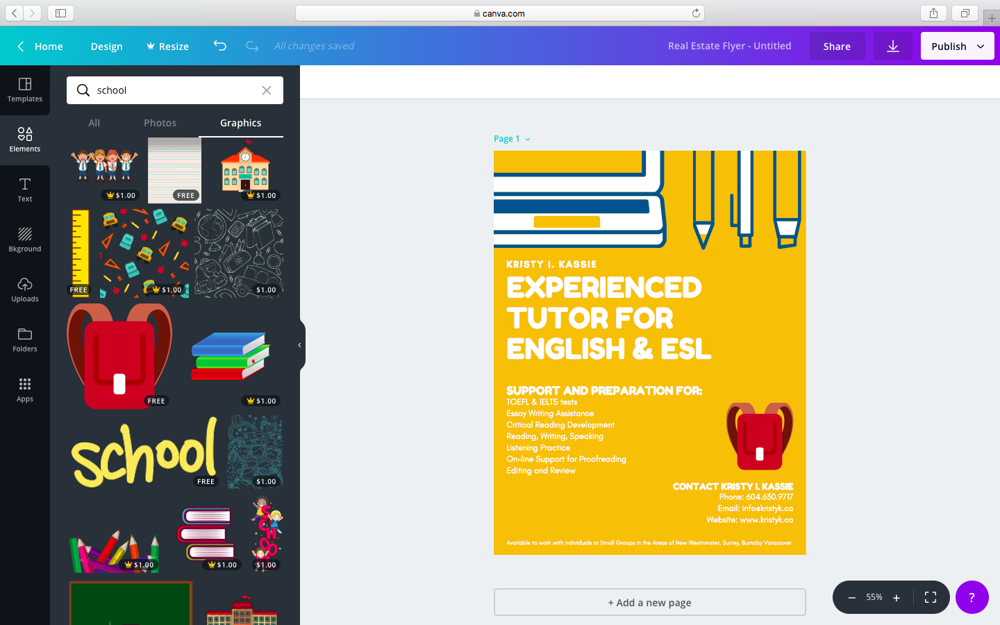 canva.com
Home
Design
Resize
All changes saved
Real Estate Flyer - Untitled
Share
Publish
Templates
Elements
Text
Bkground
Uploads
Folders
Apps
school
All
Photos
Graphics
$1.00
FREE
$1.00
FREE
$1.00
$1.00
FREE
$1.00
school
FREE
$1.00
SCHOOL
$1.00
$1.00
$1.00
Page 1
KRISTY I. KASSIE
EXPERIENCED
TUTOR FOR
ENGLISH & ESL
SUPPORT AND PREPARATION FOR:
TOEFL & IELTS tests
Essay Writing Assistance
Critical Reading Development
Reading, Writing, Speaking
Listening Practice
On-line Support for Proofreading
Editing and Review
CONTACT KRISTY I. KASSIE
Phone: 604.630.9717
Email: info@kristyk.ca
Website: www.kristyk.ca
Available to work with Individuals or Small Groups in the Areas of New Westminster, Surrey, Burnaby Vancouver
+ Add a new page
55%
?